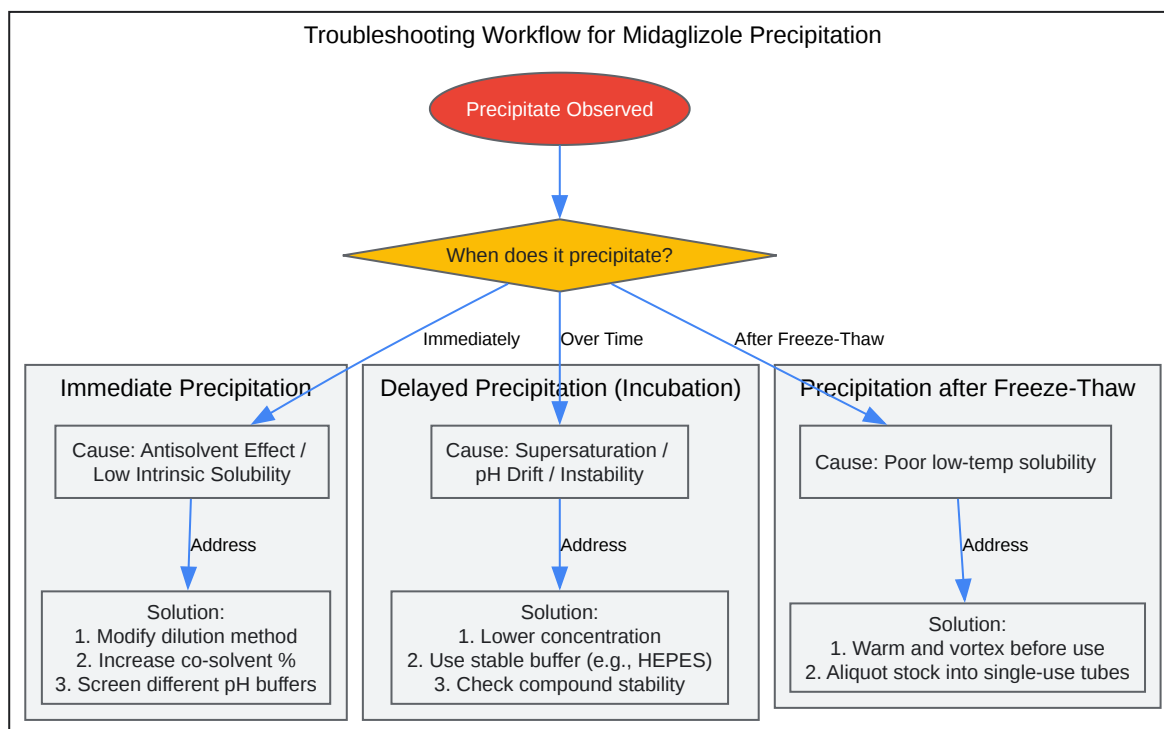 Troubleshooting Workflow for Midaglizole Precipitation
Precipitate Observed
When does it precipitate?
Immediately
Over Time
After Freeze-Thaw
Immediate Precipitation
Cause: Antisolvent Effect /
Low Intrinsic Solubility
Address
Solution:
1. Modify dilution method
2. Increase co-solvent %
3. Screen different pH buffers
Delayed Precipitation (Incubation)
Cause: Supersaturation /
pH Drift / Instability
Address
Solution:
1. Lower concentration
2. Use stable buffer (e.g., HEPES)
3. Check compound stability
Precipitation after Freeze-Thaw
Cause: Poor low-temp solubility
Address
Solution:
1. Warm and vortex before use
2. Aliquot stock into single-use tubes